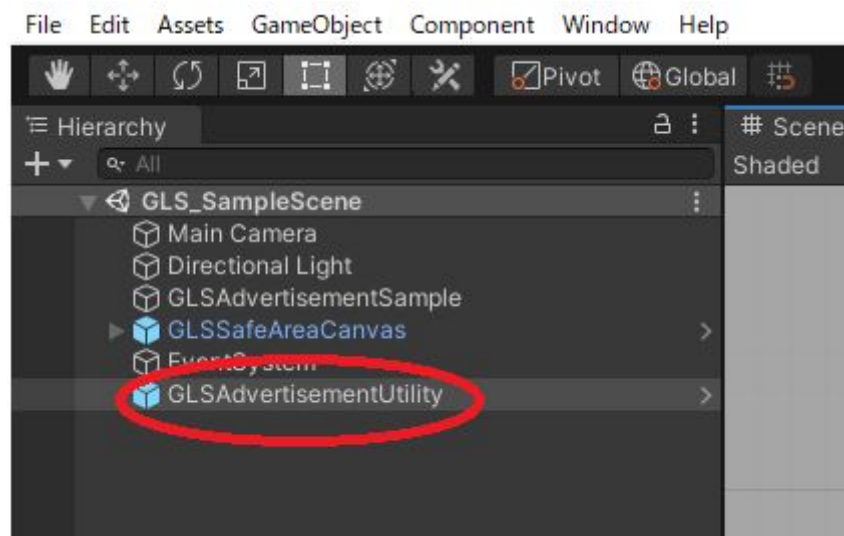 File Edit Assets GameObject Component Window Help
Pivot Global
Hierarchy
# Scene
All
Shaded
GLS_SampleScene
Main Camera
Directional Light
GLSAdvertisementSample
GLSSafeAreaCanvas
EventSystem
GLSAdvertisementUtility